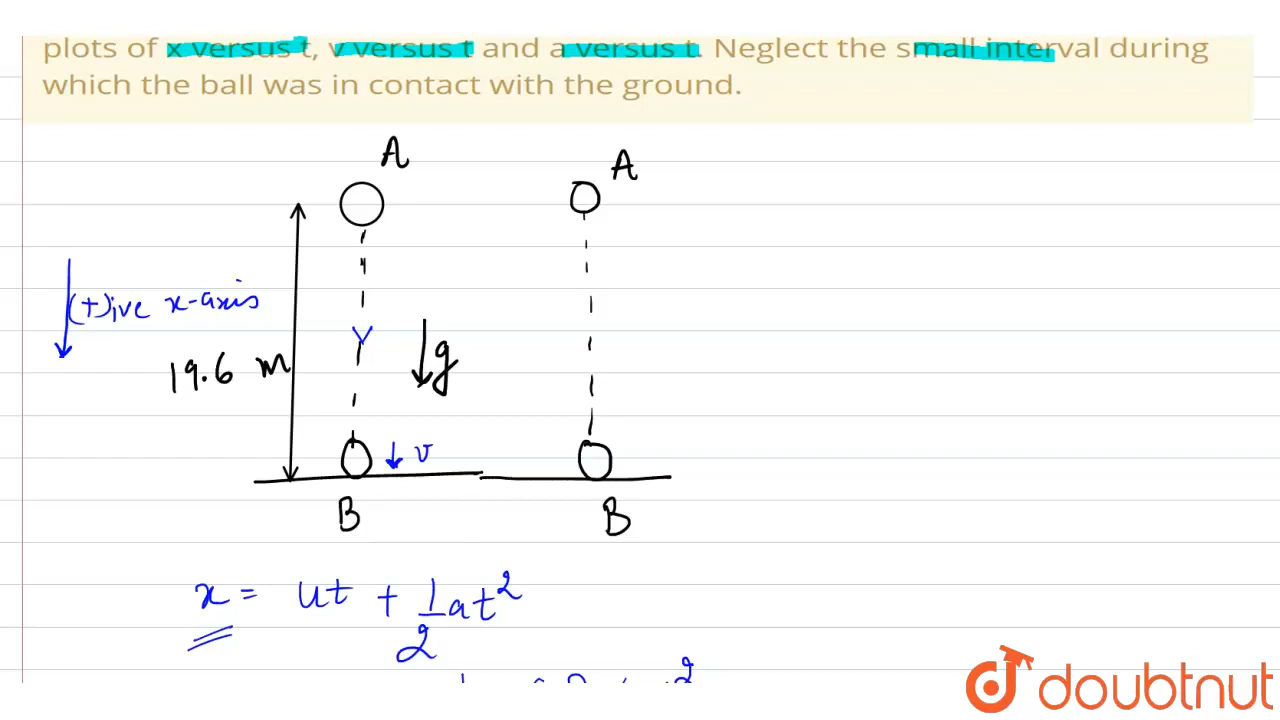 plots of x versus t, v versus t and a versus t. Neglect the small interval during
which the ball was in contact with the ground.
A
A
(+)ive x-axis
19.6 m
g
v
B
B
x = ut + 1/2 at²
doubtnut